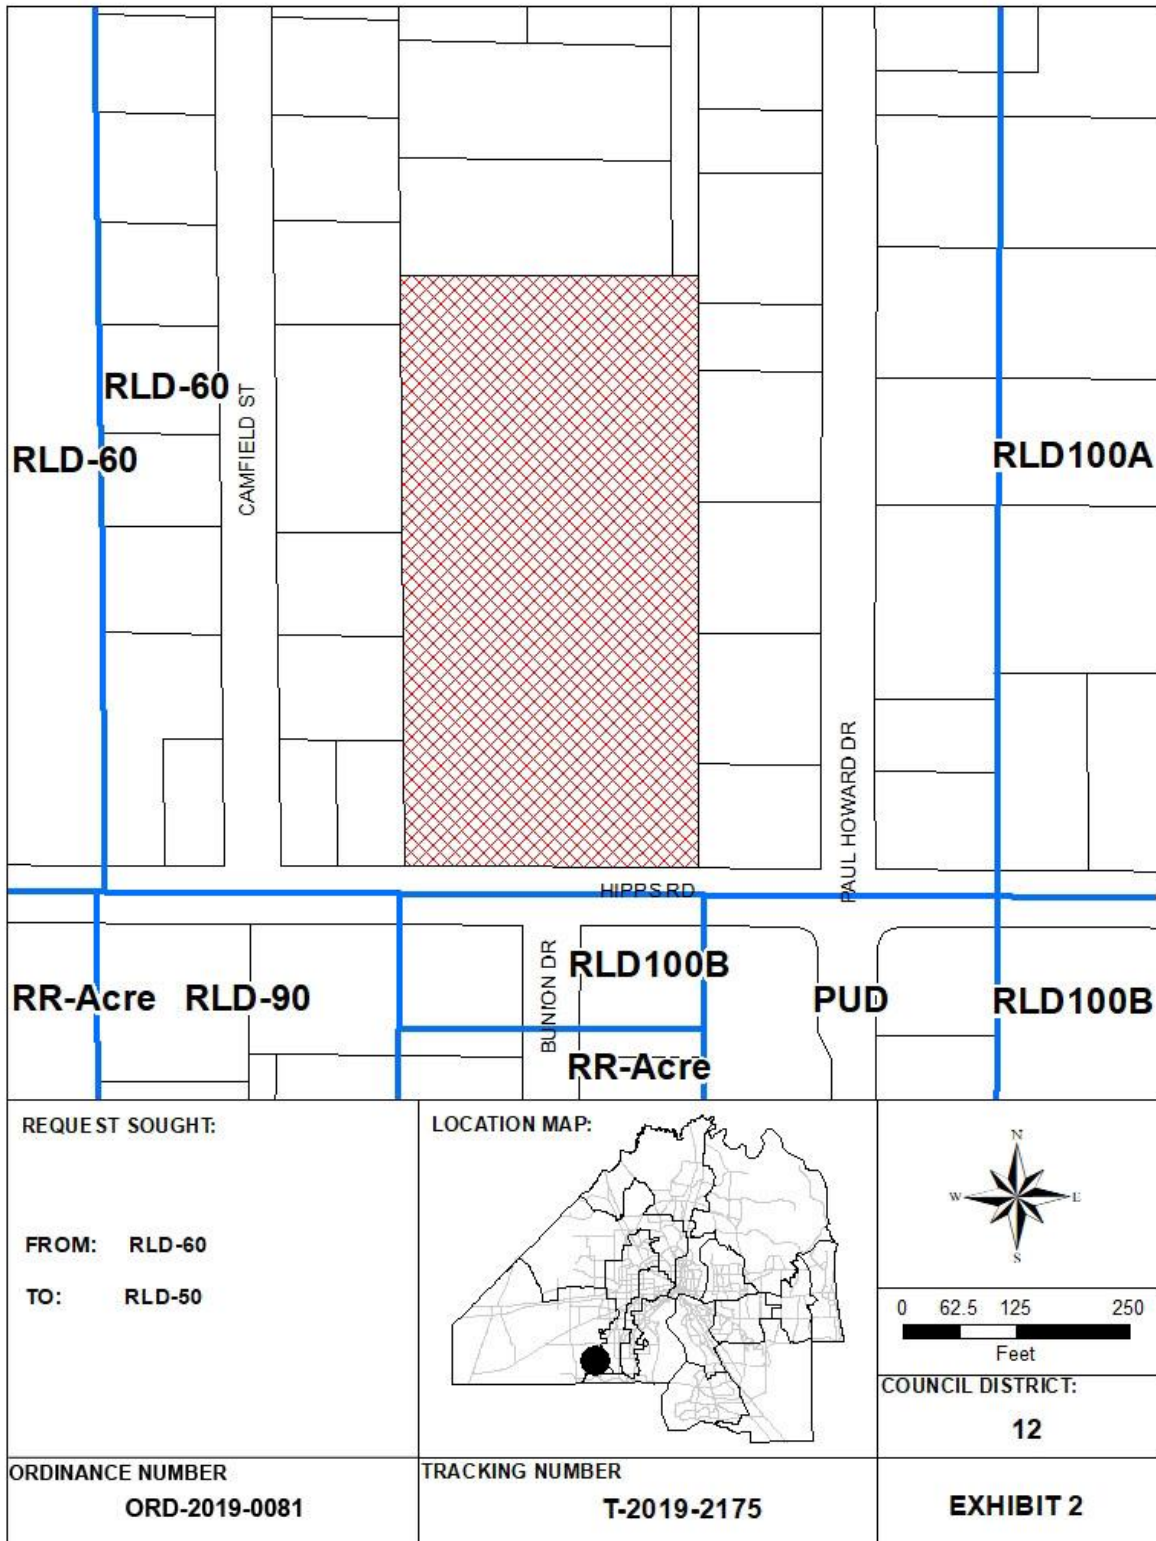 RLD-60
CAMFIELD ST
RLD-60
RLD100A
PAUL HOWARD DR
HIPPS RD
BUNION DR
RLD100B
RR-Acre
RLD-90
PUD
RLD100B
RR-Acre
REQUEST SOUGHT:
FROM: RLD-60
TO: RLD-50
LOCATION MAP:
N
W
E
S
0 62.5 125 250
Feet
COUNCIL DISTRICT:
12
ORDINANCE NUMBER
ORD-2019-0081
TRACKING NUMBER
T-2019-2175
EXHIBIT 2